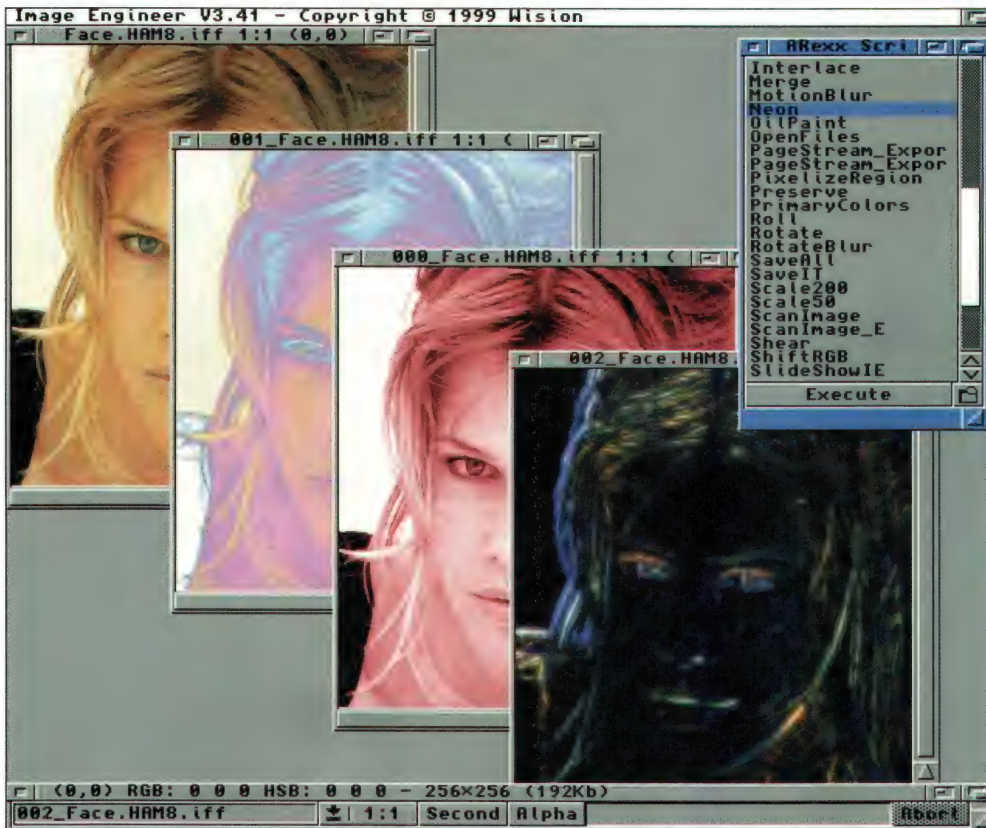 Image Engineer V3.41 - Copyright © 1999 Wision
Face.HAM8.iff 1:1 (0,0)
001_Face.HAM8.iff 1:1 (
000_Face.HAM8.iff 1:1 (
002_Face.HAM8.
ARexx Scri
Interlace
Merge
MotionBlur
Neon
OilPaint
OpenFiles
PageStream_Expor
PageStream_Expor
PixelizeRegion
Preserve
PrimaryColors
Roll
Rotate
RotateBlur
SaveAll
SaveIT
Scale200
Scale50
ScanImage
ScanImage_E
Shear
ShiftRGB
SlideShowIE
Execute
(0,0) RGB: 0 0 0 HSB: 0 0 0 - 256×256 (192Kb)
002_Face.HAM8.iff
1:1
Second
Alpha
Abort